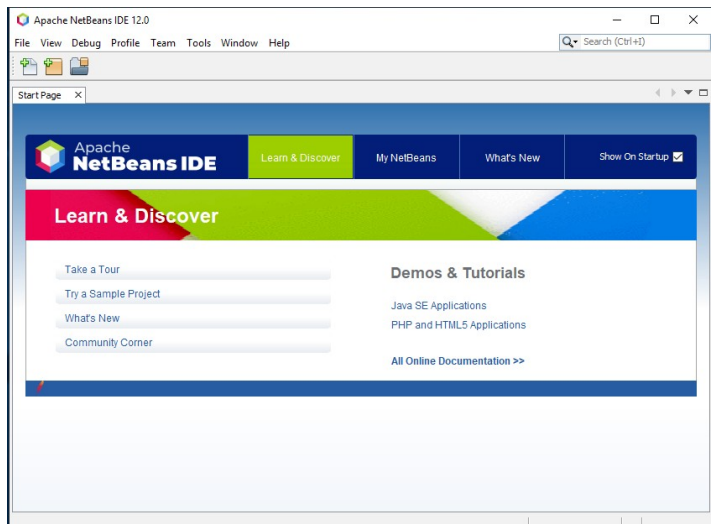 Apache NetBeans IDE 12.0
File View Debug Profile Team Tools Window Help
Search (Ctrl+I)
Start Page
Apache
NetBeans IDE
Learn & Discover
My NetBeans
What's New
Show On Startup
Learn & Discover
Take a Tour
Try a Sample Project
What's New
Community Corner
Demos & Tutorials
Java SE Applications
PHP and HTML5 Applications
All Online Documentation >>